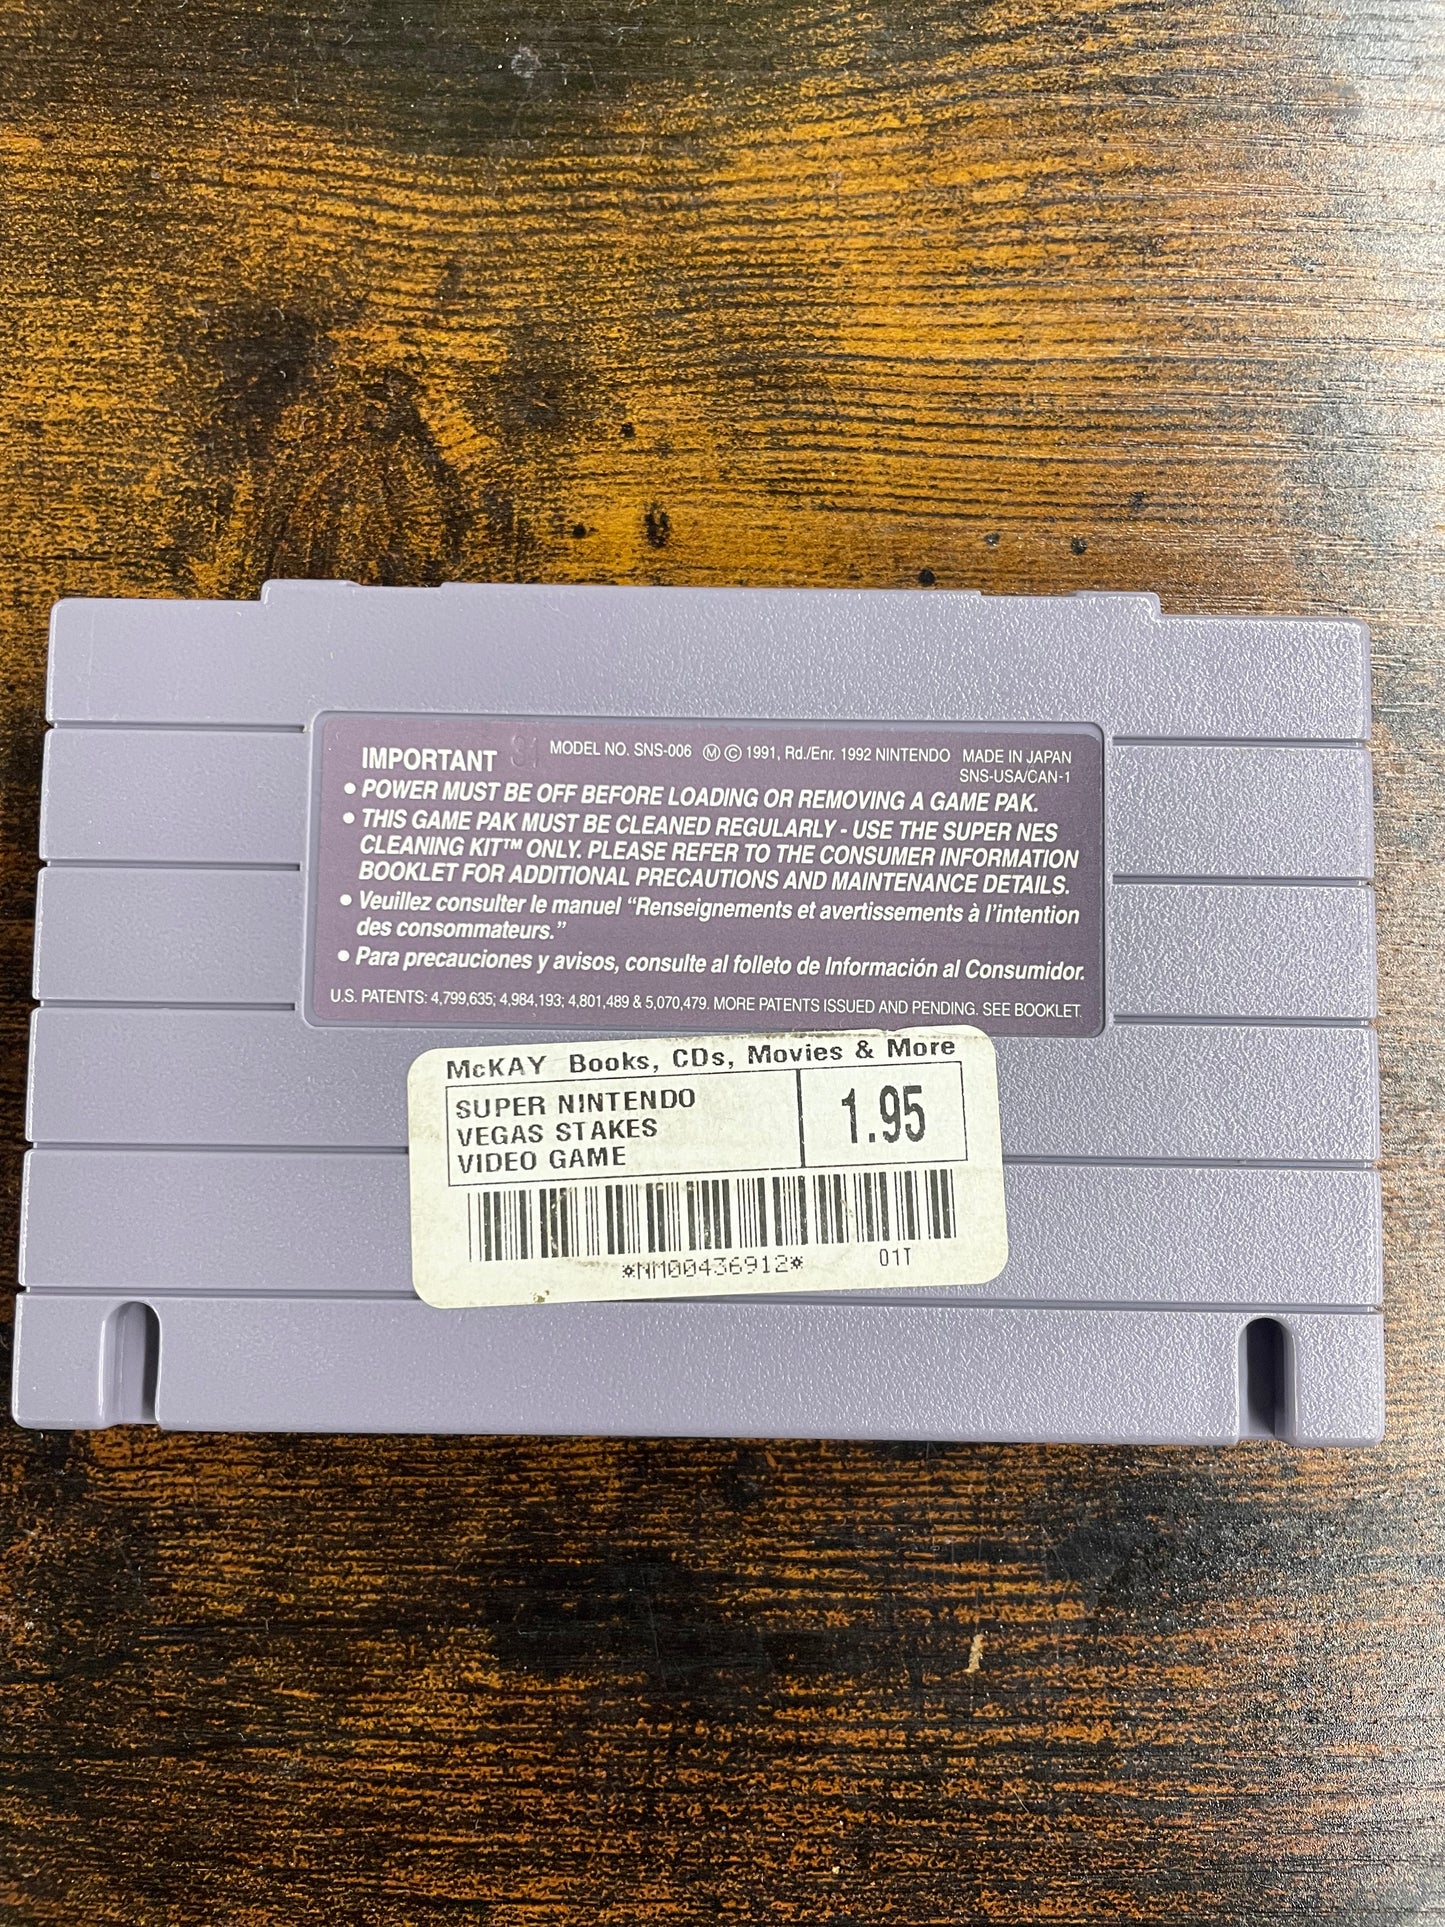 IMPORTANT MODEL NO. SNS-006 Ⓜ © 1991, Rd./Enr. 1992 NINTENDO MADE IN JAPAN
SNS-USA/CAN-1
• POWER MUST BE OFF BEFORE LOADING OR REMOVING A GAME PAK.
• THIS GAME PAK MUST BE CLEANED REGULARLY - USE THE SUPER NES
CLEANING KIT™ ONLY. PLEASE REFER TO THE CONSUMER INFORMATION
BOOKLET FOR ADDITIONAL PRECAUTIONS AND MAINTENANCE DETAILS.
• Veuillez consulter le manuel “Renseignements et avertissements à l’intention
des consommateurs.”
• Para precauciones y avisos, consulte al folleto de Información al Consumidor.
U.S. PATENTS: 4,799,635; 4,984,193; 4,801,489 & 5,070,479. MORE PATENTS ISSUED AND PENDING. SEE BOOKLET.
McKAY Books, CDs, Movies & More
SUPER NINTENDO
VEGAS STAKES
VIDEO GAME
1.95
*NM00436912* 01T